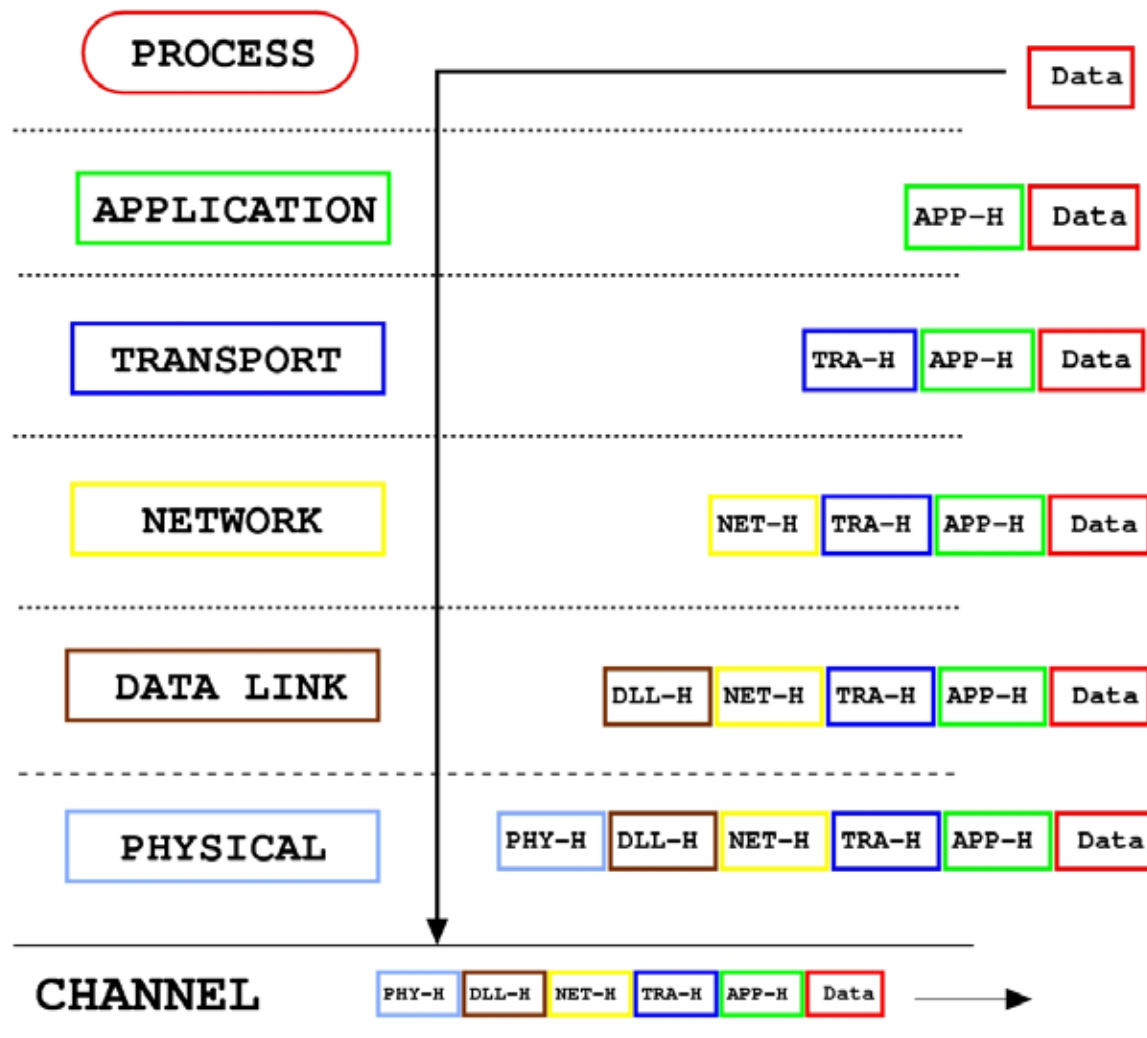 PROCESS
Data
APPLICATION
APP-H Data
TRANSPORT
TRA-H APP-H Data
NETWORK
NET-H TRA-H APP-H Data
DATA LINK
DLL-H NET-H TRA-H APP-H Data
PHYSICAL
PHY-H DLL-H NET-H TRA-H APP-H Data
CHANNEL
PHY-H DLL-H NET-H TRA-H APP-H Data